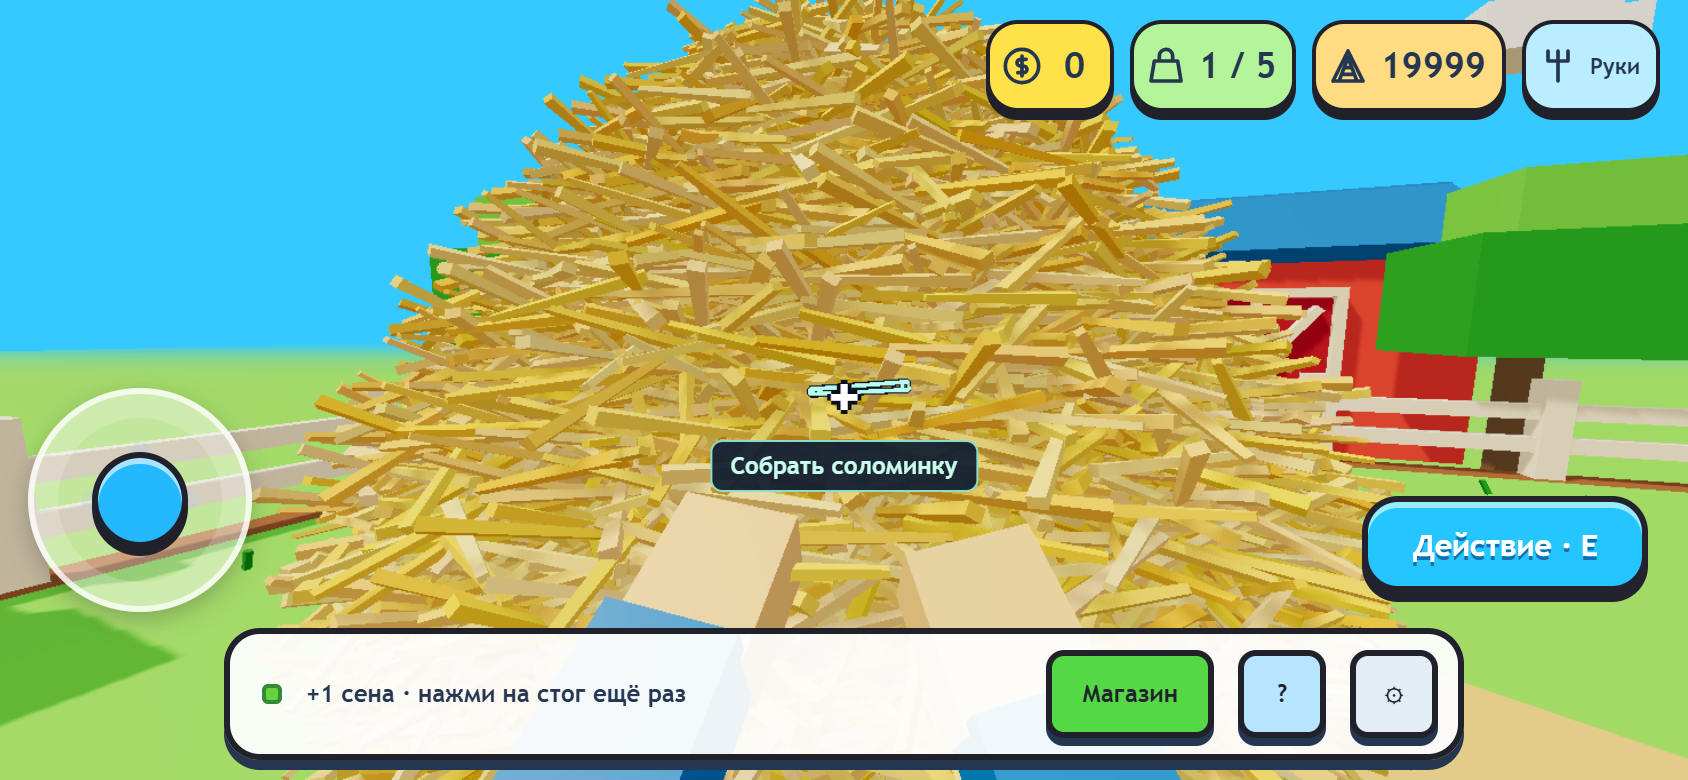 0
1 / 5
19999
Руки
Собрать соломинку
Действие · E
+1 сена · нажми на стог ещё раз
Магазин
?